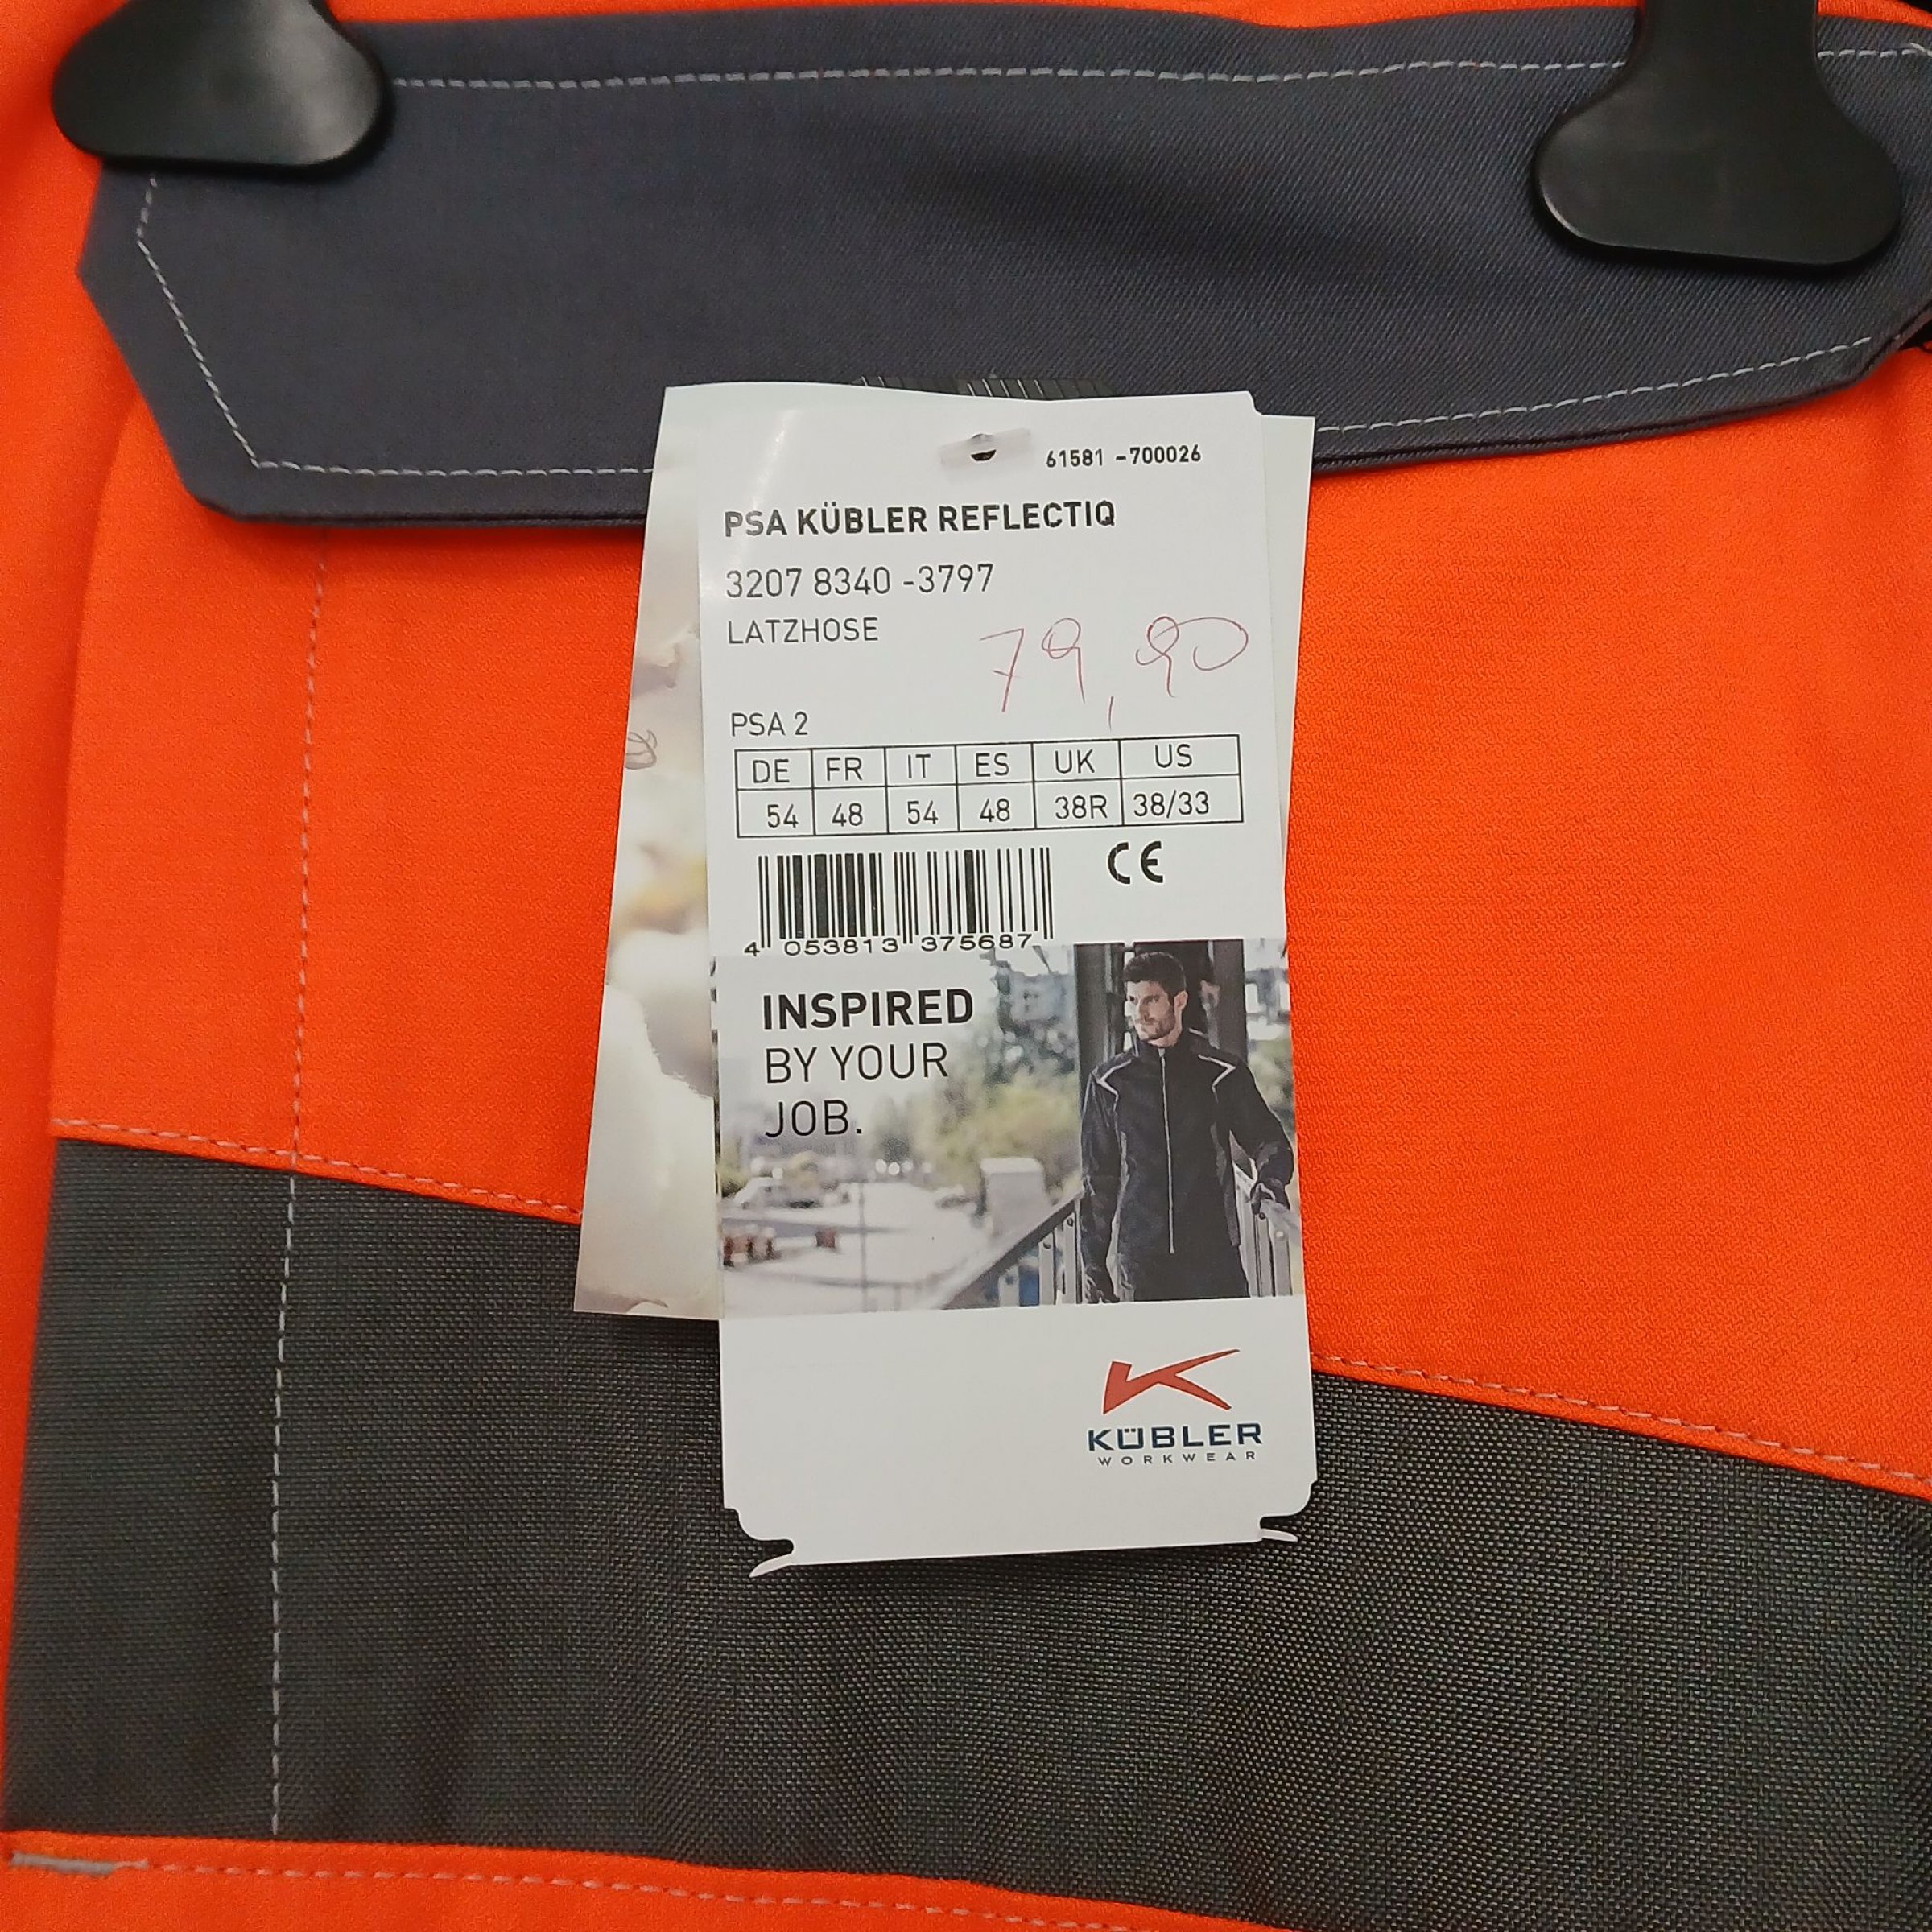 61581 -700026
PSA KÜBLER REFLECTIQ
3207 8340 -3797
LATZHOSE
79,90
PSA 2
DE FR IT ES UK US
54 48 54 48 38R 38/33
CE
4 053813 375687
INSPIRED
BY YOUR
JOB.
KÜBLER
WORKWEAR